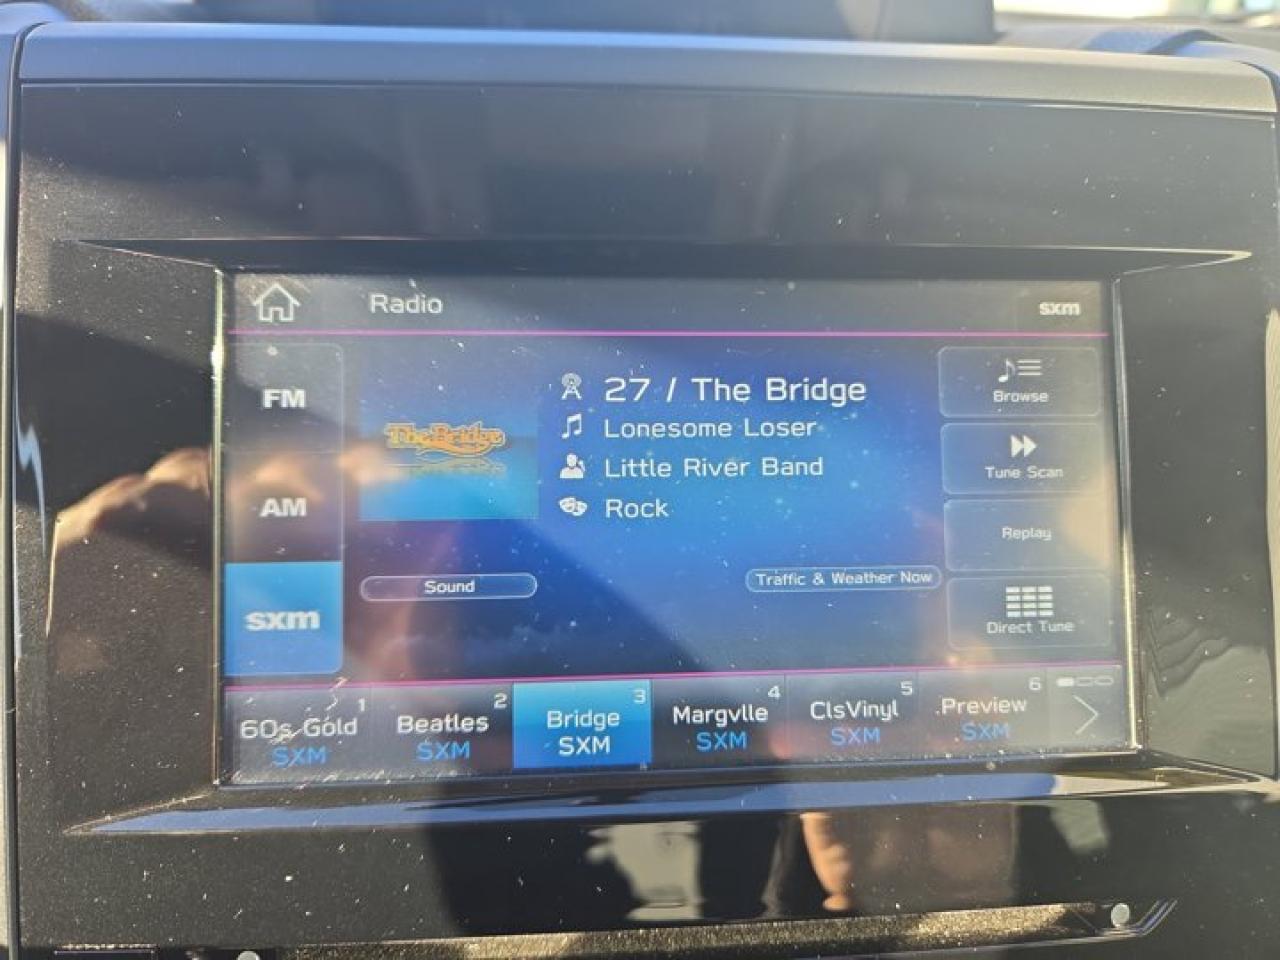 Radio
sxm
FM
AM
sxm
The Bridge
27 / The Bridge
Lonesome Loser
Little River Band
Rock
Sound
Traffic & Weather Now
Browse
Tune Scan
Replay
Direct Tune
1
60s Gold
SXM
2
Beatles
SXM
3
Bridge
SXM
4
Margvlle
SXM
5
ClsVinyl
SXM
6
Preview
SXM